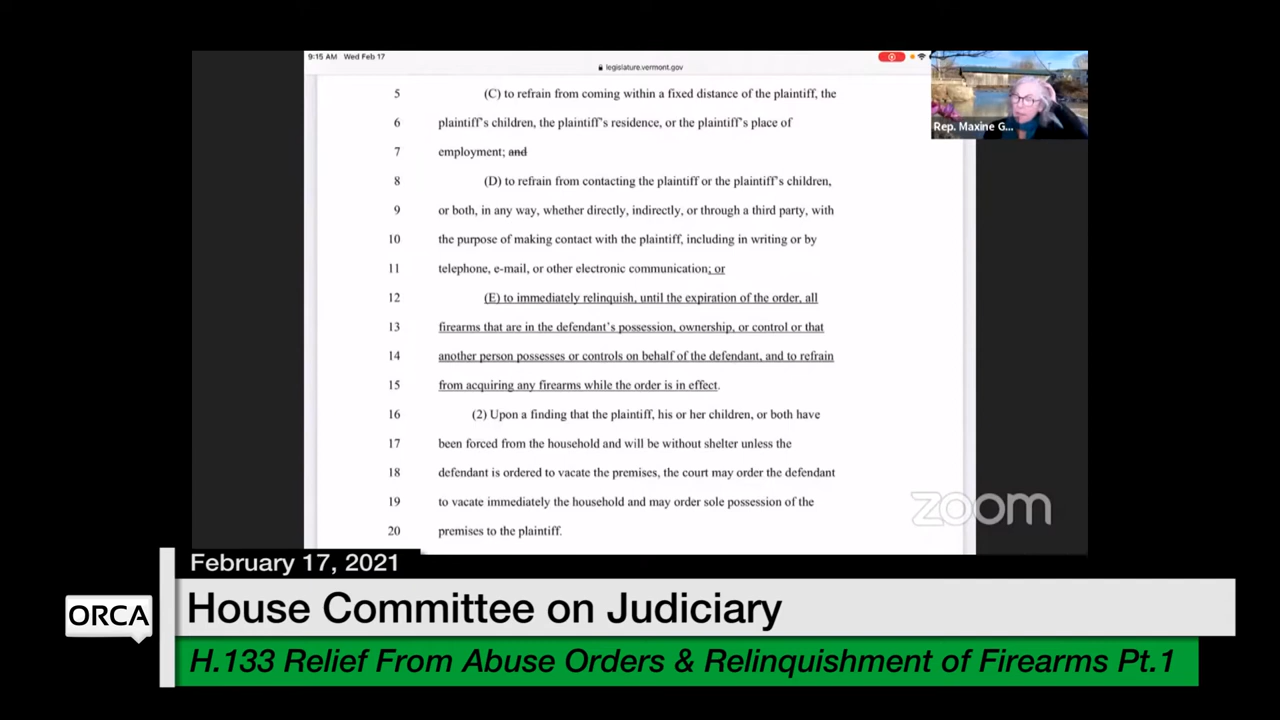 9:15 AM Wed Feb 17
legislature.vermont.gov
5 (C) to refrain from coming within a fixed distance of the plaintiff, the
6 plaintiff's children, the plaintiff's residence, or the plaintiff's place of
7 employment; and
8 (D) to refrain from contacting the plaintiff or the plaintiff's children,
9 or both, in any way, whether directly, indirectly, or through a third party, with
10 the purpose of making contact with the plaintiff, including in writing or by
11 telephone, e-mail, or other electronic communication; or
12 (E) to immediately relinquish, until the expiration of the order, all
13 firearms that are in the defendant's possession, ownership, or control or that
14 another person possesses or controls on behalf of the defendant, and to refrain
15 from acquiring any firearms while the order is in effect.
16 (2) Upon a finding that the plaintiff, his or her children, or both have
17 been forced from the household and will be without shelter unless the
18 defendant is ordered to vacate the premises, the court may order the defendant
19 to vacate immediately the household and may order sole possession of the
20 premises to the plaintiff.
Rep. Maxine G...
zoom
February 17, 2021
ORCA
House Committee on Judiciary
H.133 Relief From Abuse Orders & Relinquishment of Firearms Pt.1